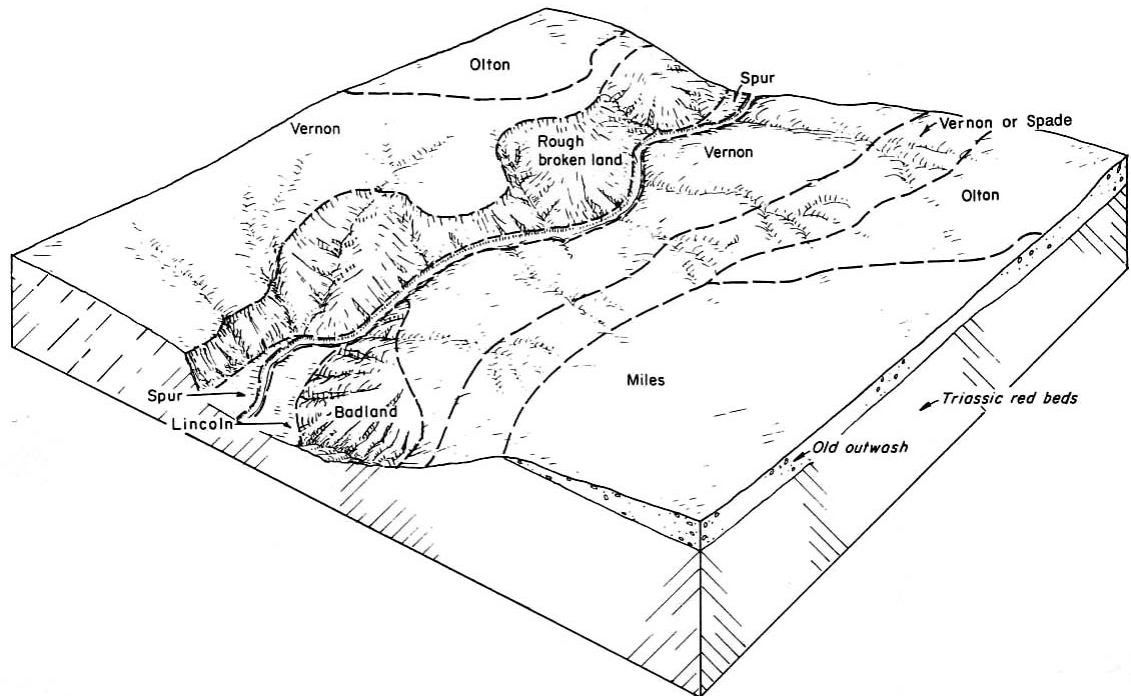 Olton
Spur
Vernon
Rough
broken land
Vernon
Vernon or Spade
Olton
Miles
Spur
Lincoln
Badland
Triassic red beds
Old outwash